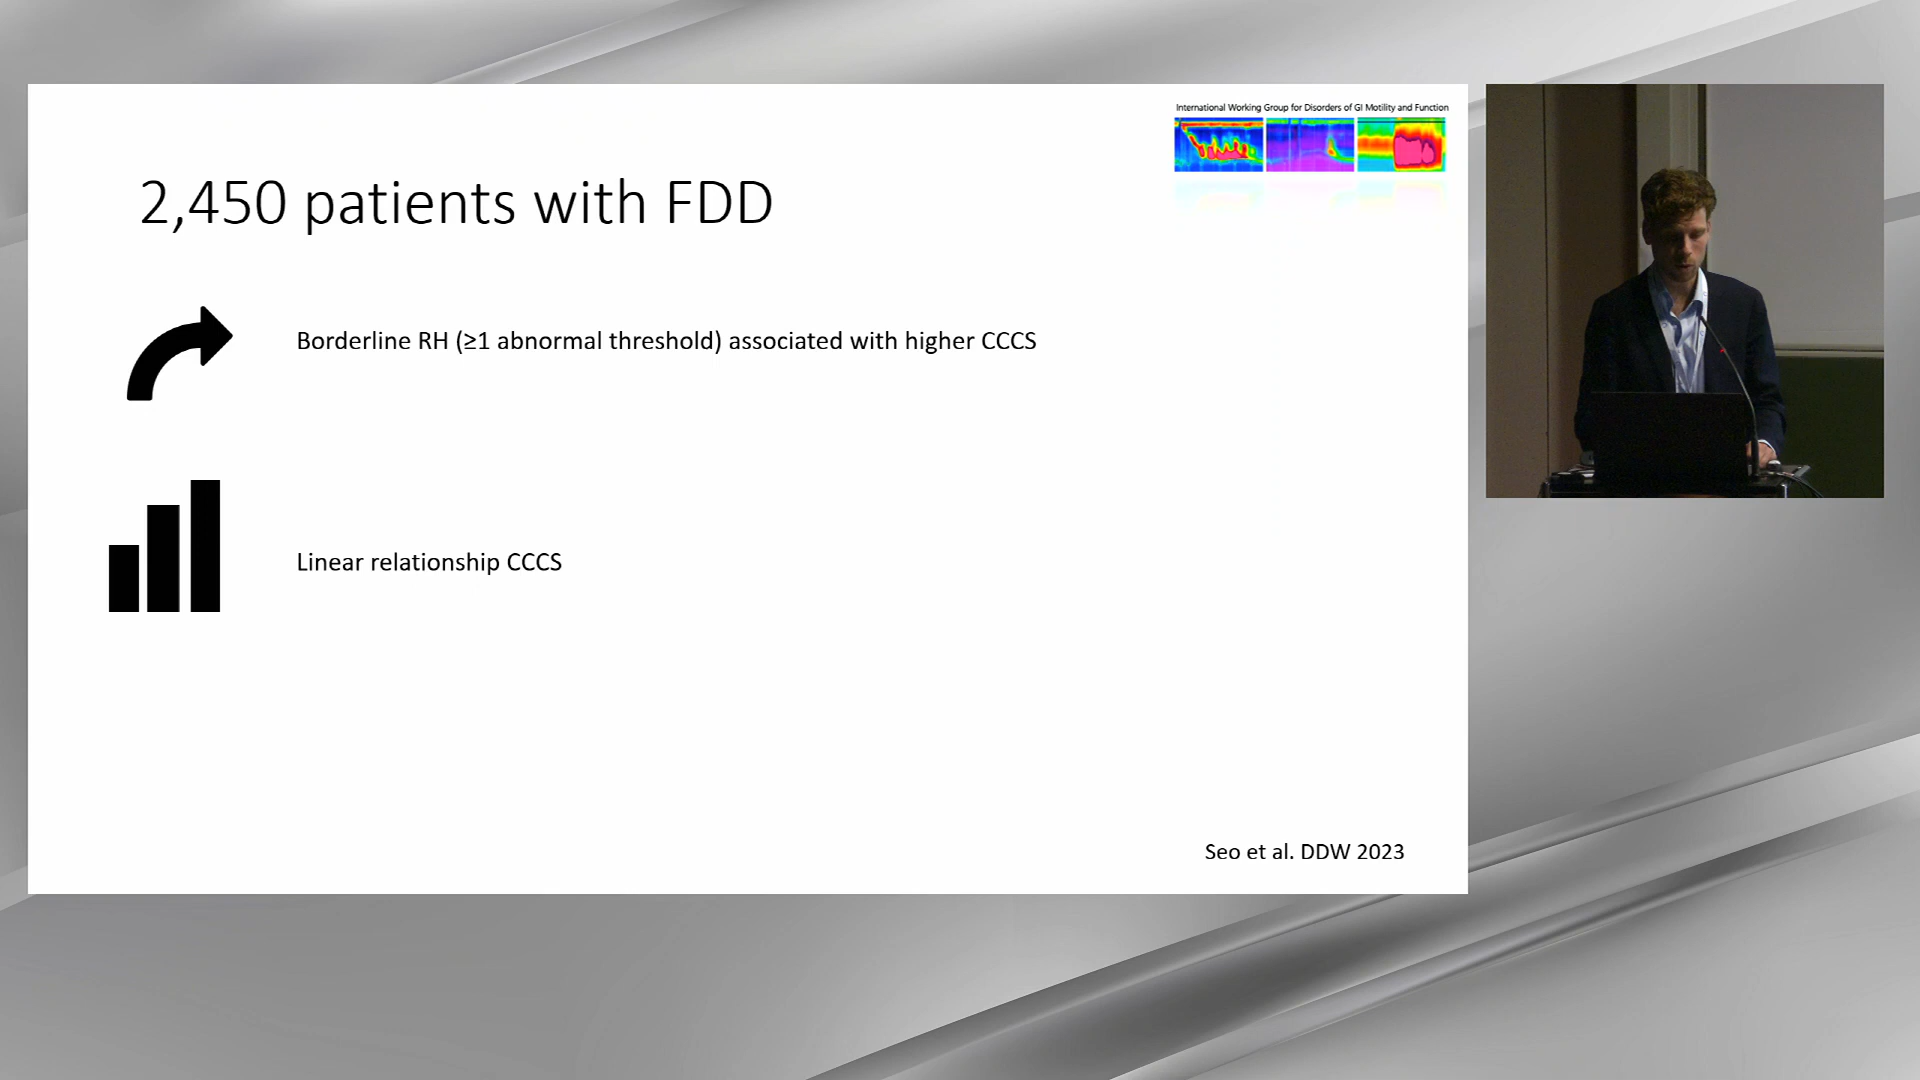 International Working Group for Disorders of GI Motility and Function
2,450 patients with FDD
Borderline RH (≥1 abnormal threshold) associated with higher CCCS
Linear relationship CCCS
Seo et al. DDW 2023